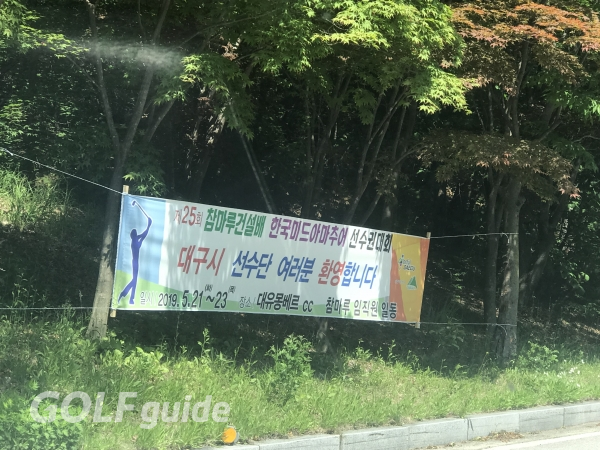 제25회 참마루건설배 한국미드아마추어 선수권대회
대구시 선수단 여러분 환영합니다
일시 : 2019. 5. 21(화)~23(목) 장소 : 대유몽베르 CC 참마루 임직원 일동
GOLF guide